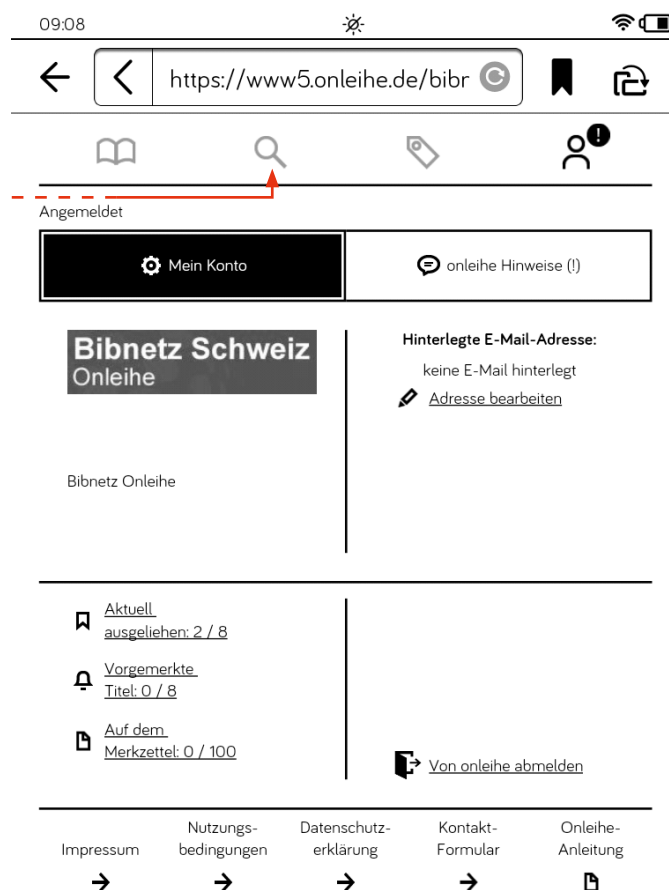 09:08
https://www5.onleihe.de/bibr
Angemeldet
Mein Konto
onleihe Hinweise (!)
Bibnetz Schweiz
Onleihe
Hinterlegte E-Mail-Adresse:
keine E-Mail hinterlegt
Adresse bearbeiten
Bibnetz Onleihe
Aktuell
ausgeliehen: 2 / 8
Vorgemerkte
Titel: 0 / 8
Auf dem
Merkzettel: 0 / 100
Von onleihe abmelden
Impressum
Nutzungs-
bedingungen
Datenschutz-
erklärung
Kontakt-
Formular
Onleihe-
Anleitung